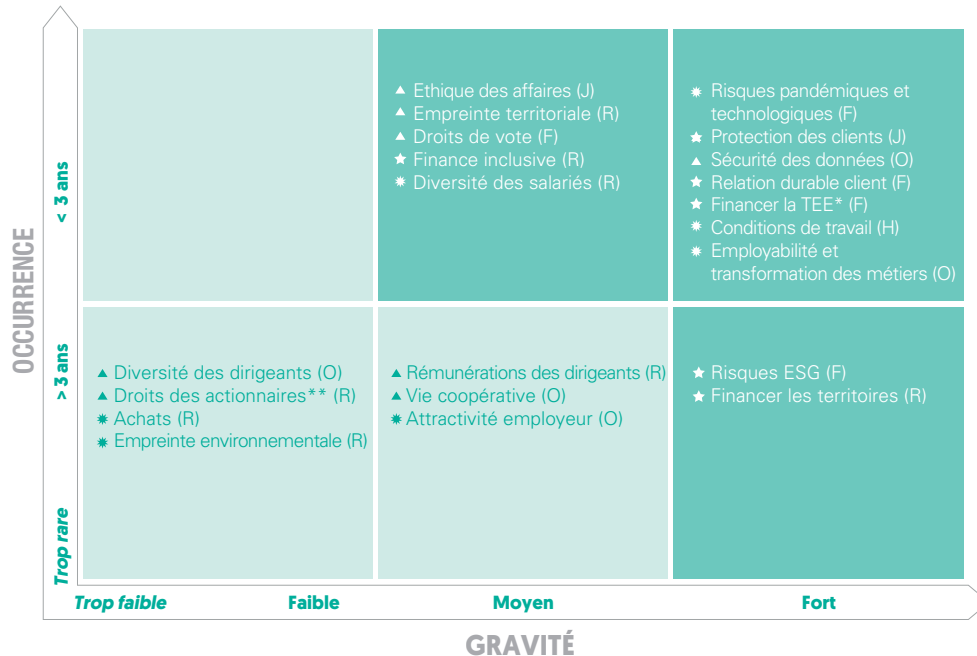 Ethique des affaires (J)
Empreinte territoriale (R)
Droits de vote (F)
Finance inclusive (R)
Diversité des salariés (R)
Risques pandémiques et
technologiques (F)
Protection des clients (J)
Sécurité des données (O)
Relation durable client (F)
Financer la TEE* (F)
Conditions de travail (H)
Employabilité et
transformation des métiers (O)
Diversité des dirigeants (O)
Droits des actionnaires** (R)
Achats (R)
Empreinte environnementale (R)
Rémunérations des dirigeants (R)
Vie coopérative (O)
Attractivité employeur (O)
Risques ESG (F)
Financer les territoires (R)
OCCURRENCE
< 3 ans
> 3 ans
Trop rare
Trop faible
Faible
Moyen
Fort
GRAVITÉ